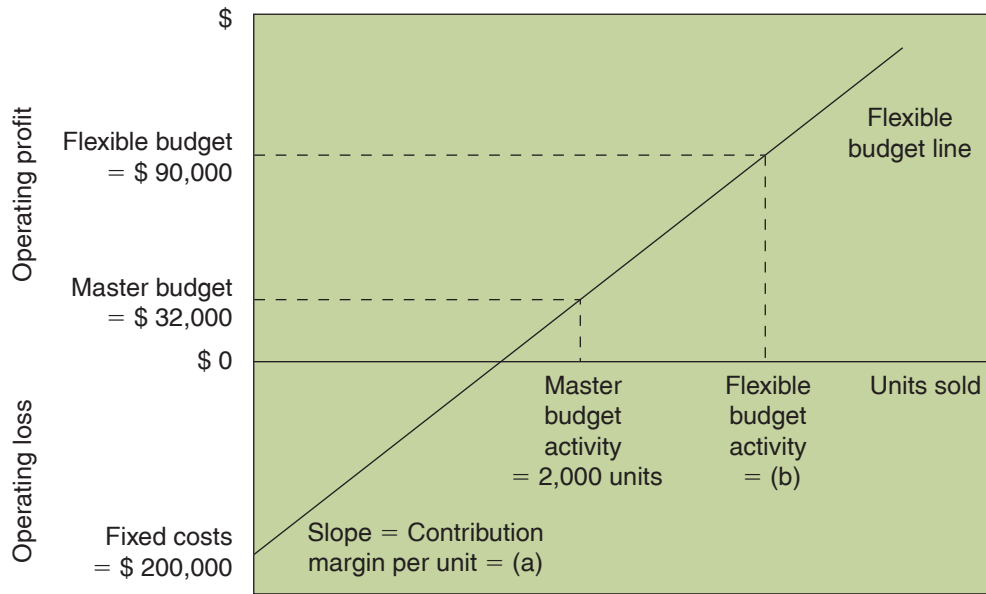 $
Operating profit
Flexible budget
= $ 90,000
Flexible
budget line
Master budget
= $ 32,000
$ 0
Operating loss
Master
budget
activity
= 2,000 units
Flexible
budget
activity
= (b)
Units sold
Fixed costs
= $ 200,000
Slope = Contribution
margin per unit = (a)